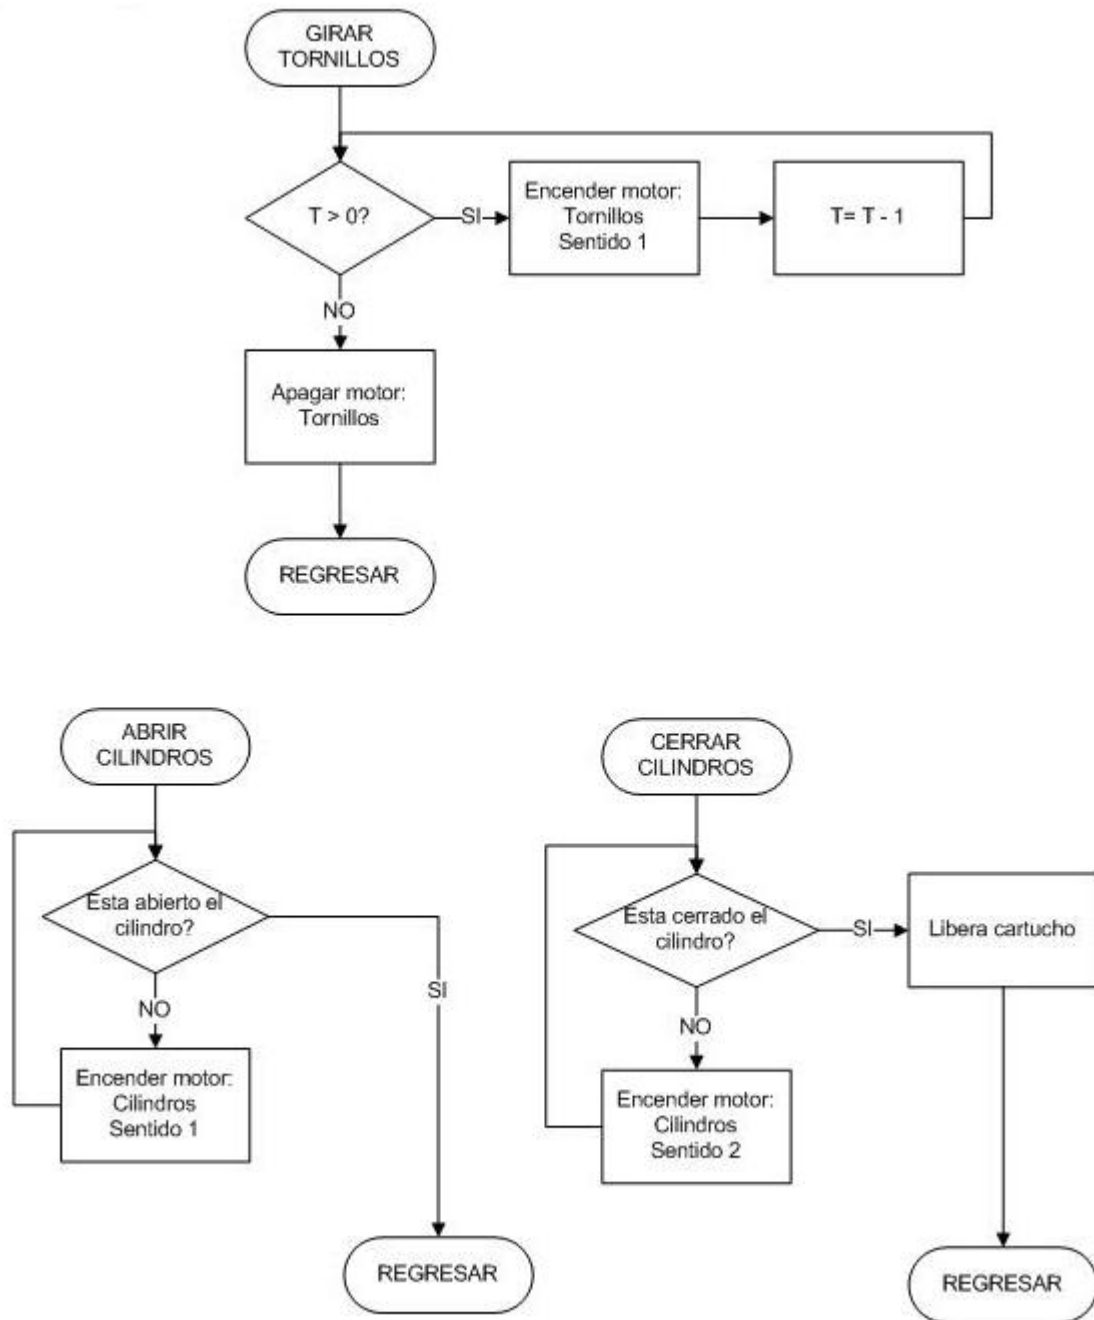 GIRAR
TORNILLOS
T > 0?
SI
Encender motor:
Tornillos
Sentido 1
T= T - 1
NO
Apagar motor:
Tornillos
REGRESAR
ABRIR
CILINDROS
Esta abierto el
cilindro?
SI
NO
Encender motor:
Cilindros
Sentido 1
REGRESAR
CERRAR
CILINDROS
Esta cerrado el
cilindro?
SI
Libera cartucho
NO
Encender motor:
Cilindros
Sentido 2
REGRESAR